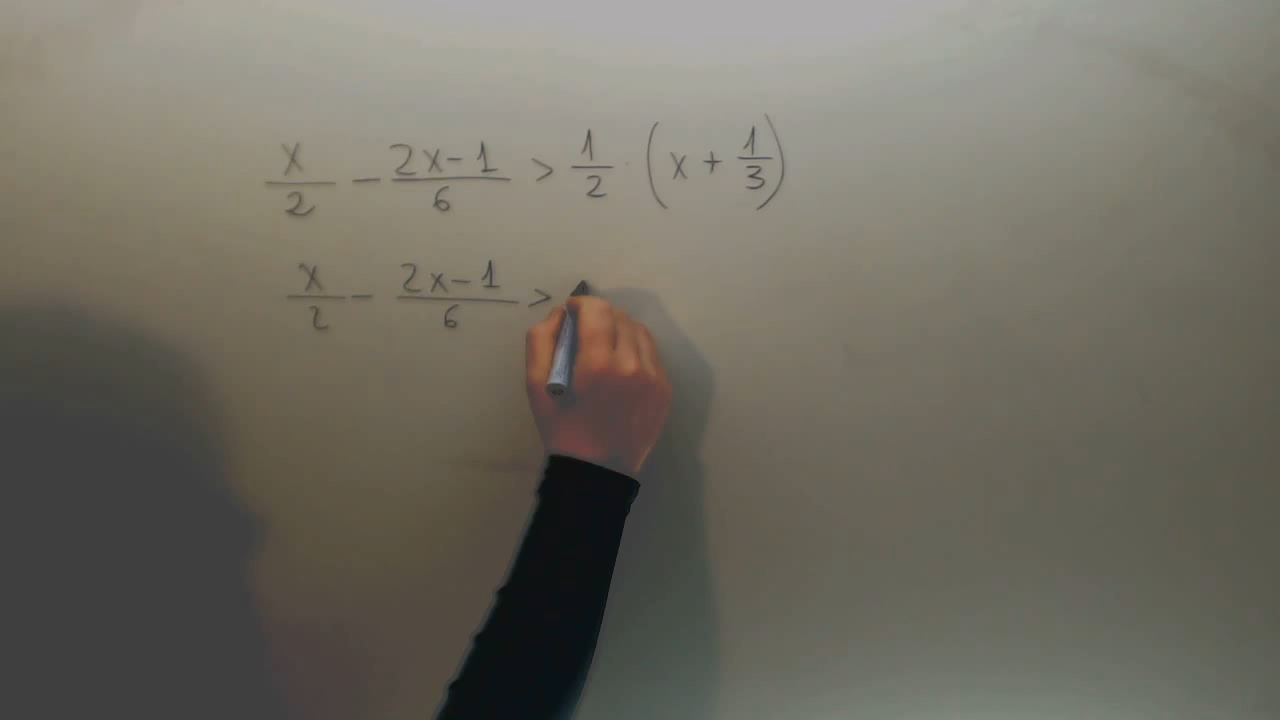 x/2 - 2x-1/6 > 1/2 · (x + 1/3)
x/2 - 2x-1/6 >